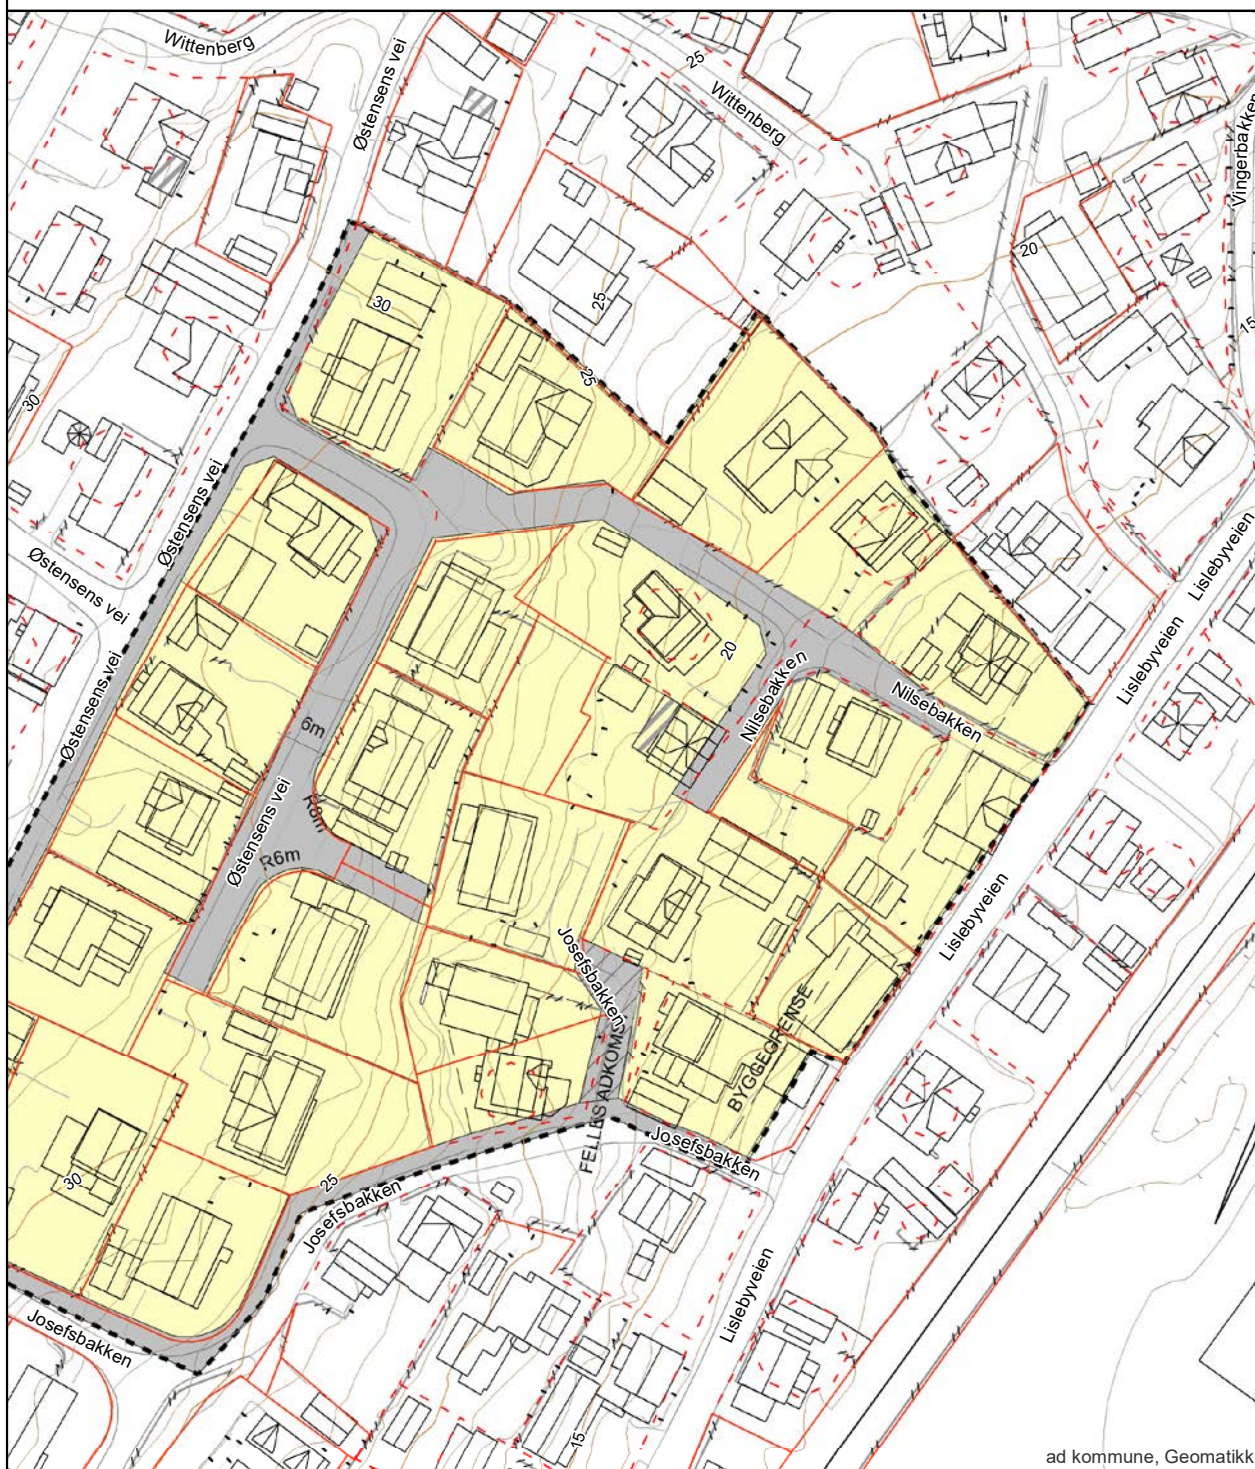 Wittenberg
Østensens vei
25
Wittenberg
Vingerbakken
20
15
30
25
25
30
Østensens vei
Østensens vei
Lislebyveien
Lislebyveien
20
Østensens vei
Nilsebakken
Nilsebakken
6m
R8m
Østensens vei
R6m
Lislebyveien
Josefsbakken
BYGGEGRENSE
FELLES ADKOMST
Josefsbakken
30
25
Josefsbakken
Lislebyveien
Josefsbakken
15
ad kommune, Geomatikk